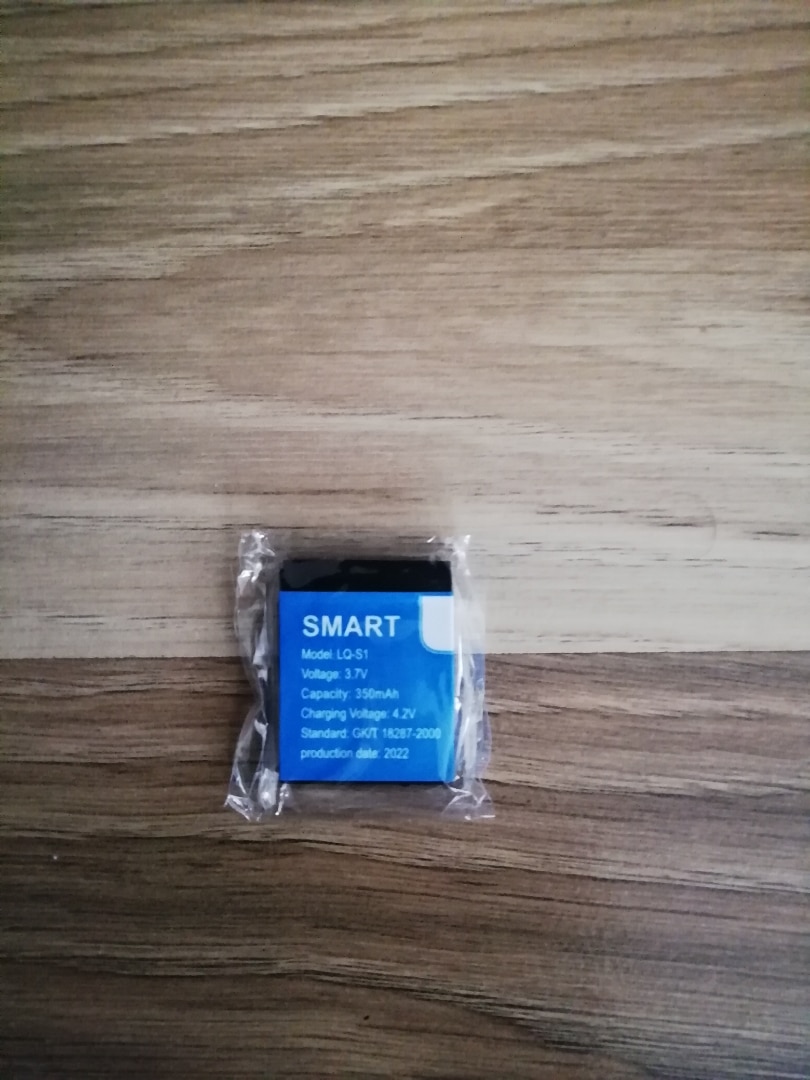 SMART
Model: LQ-S1
Voltage: 3.7V
Capacity: 350mAh
Charging Voltage: 4.2V
Standard: GK/T 18287-2000
production date: 2022